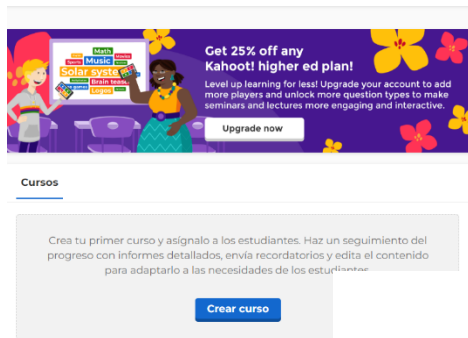 Math
Movies
Sports
Music
Solar syste
Brain teas
Logos
Get 25% off any
Kahoot! higher ed plan!
Level up learning for less! Upgrade your account to add
more players and unlock more question types to make
seminars and lectures more engaging and interactive.
Upgrade now
Cursos
Crea tu primer curso y asígnalo a los estudiantes. Haz un seguimiento del
progreso con informes detallados, envía recordatorios y edita el contenido
para adaptarlo a las necesidades de los estudiantes.
Crear curso